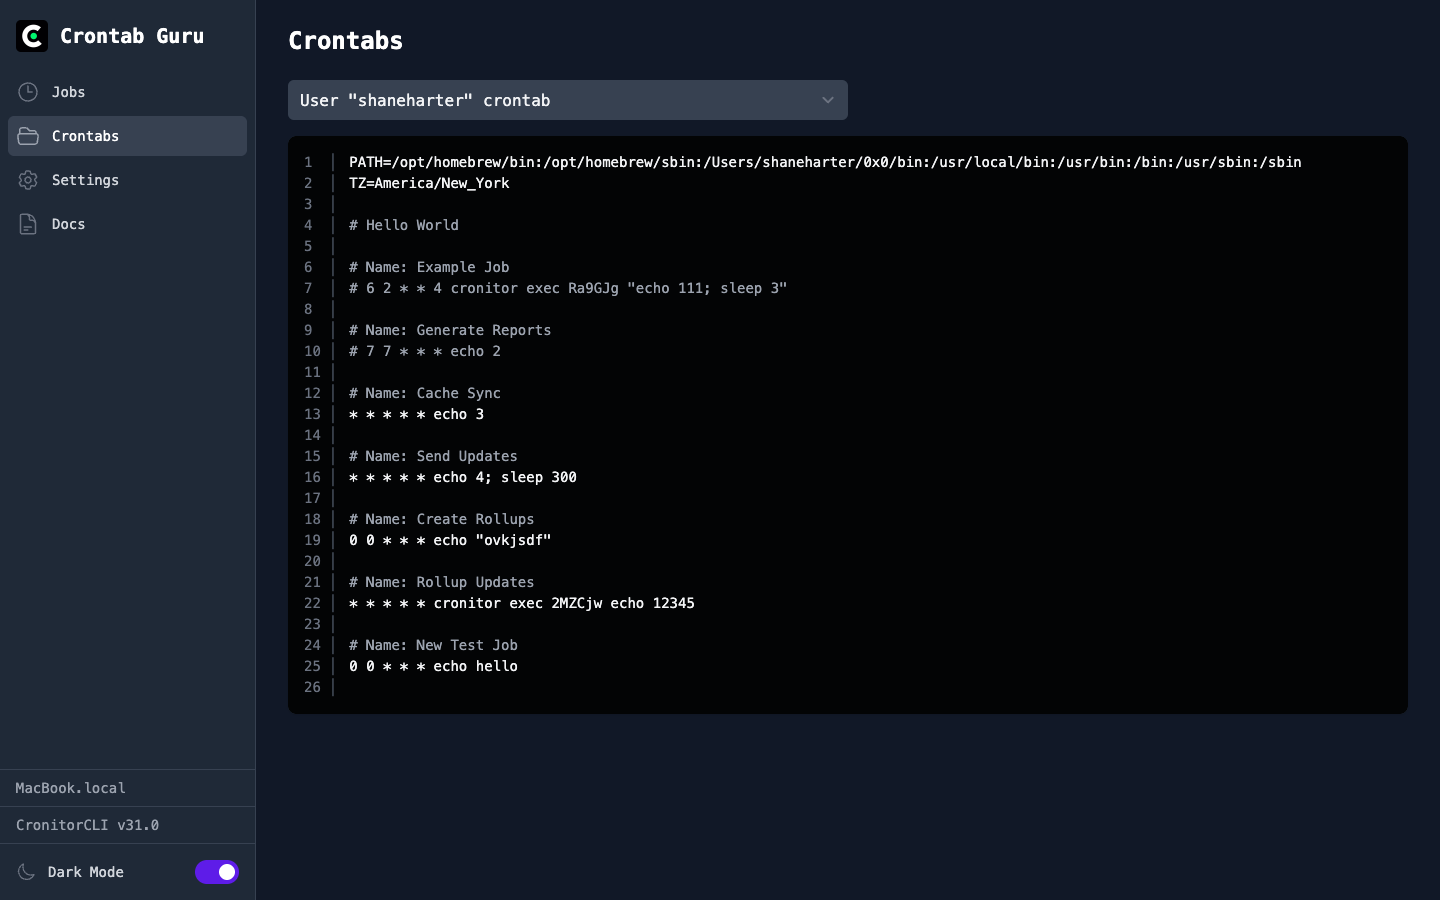 Crontab Guru
Jobs
Crontabs
Settings
Docs
MacBook.local
CronitorCLI v31.0
Dark Mode
Crontabs
User "shaneharter" crontab
1 PATH=/opt/homebrew/bin:/opt/homebrew/sbin:/Users/shaneharter/0x0/bin:/usr/local/bin:/usr/bin:/bin:/usr/sbin:/sbin
2 TZ=America/New_York
3
4 # Hello World
5
6 # Name: Example Job
7 # 6 2 * * 4 cronitor exec Ra9GJg "echo 111; sleep 3"
8
9 # Name: Generate Reports
10 # 7 7 * * * echo 2
11
12 # Name: Cache Sync
13 * * * * * echo 3
14
15 # Name: Send Updates
16 * * * * * echo 4; sleep 300
17
18 # Name: Create Rollups
19 0 0 * * * echo "ovkjsdf"
20
21 # Name: Rollup Updates
22 * * * * * cronitor exec 2MZCjw echo 12345
23
24 # Name: New Test Job
25 0 0 * * * echo hello
26